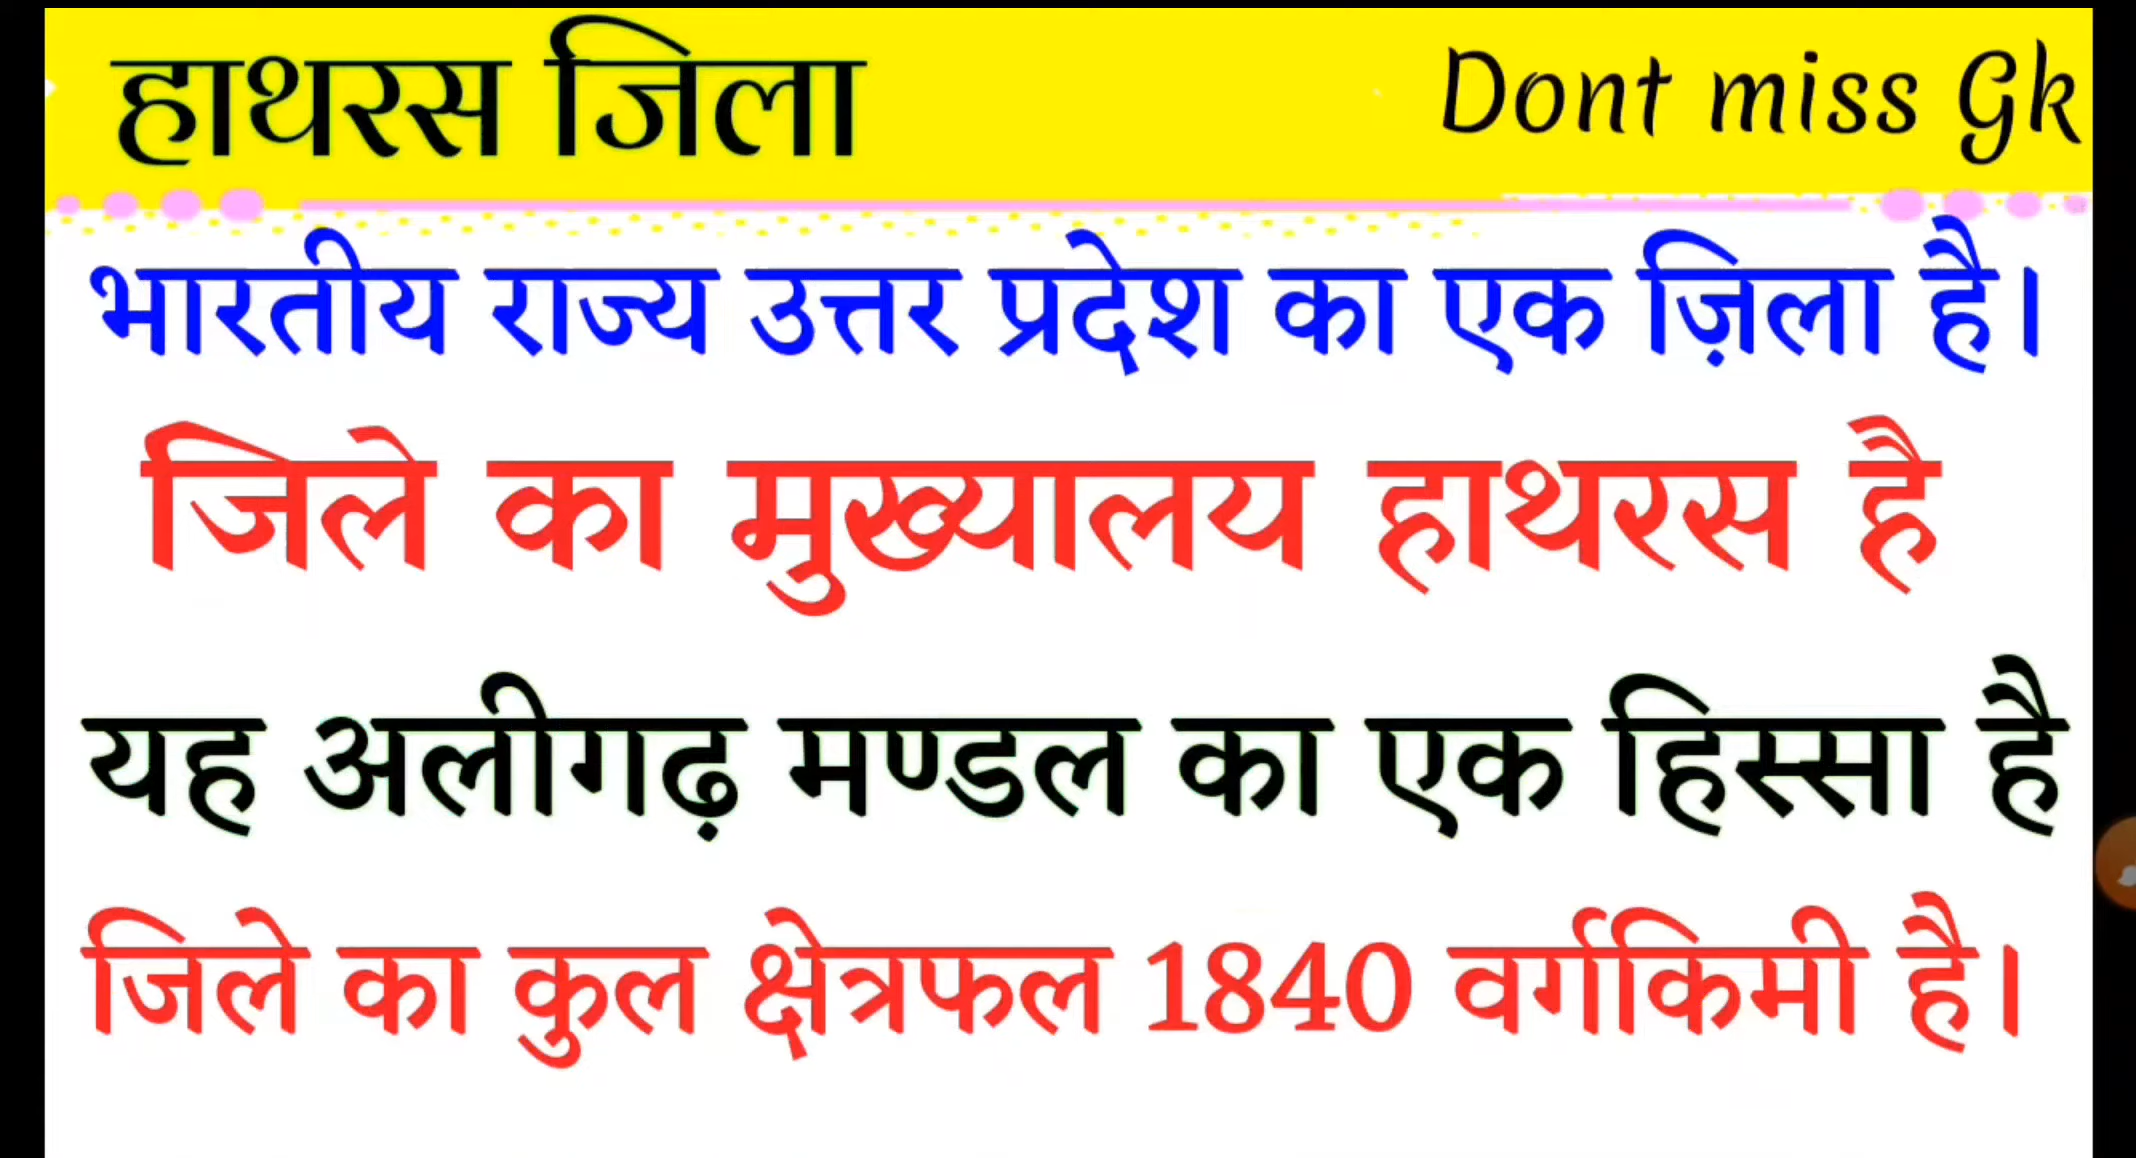 हाथरस जिला
Dont miss Gk
भारतीय राज्य उत्तर प्रदेश का एक ज़िला है।
जिले का मुख्यालय हाथरस है
यह अलीगढ़ मण्डल का एक हिस्सा है
जिले का कुल क्षेत्रफल 1840 वर्गकिमी है।